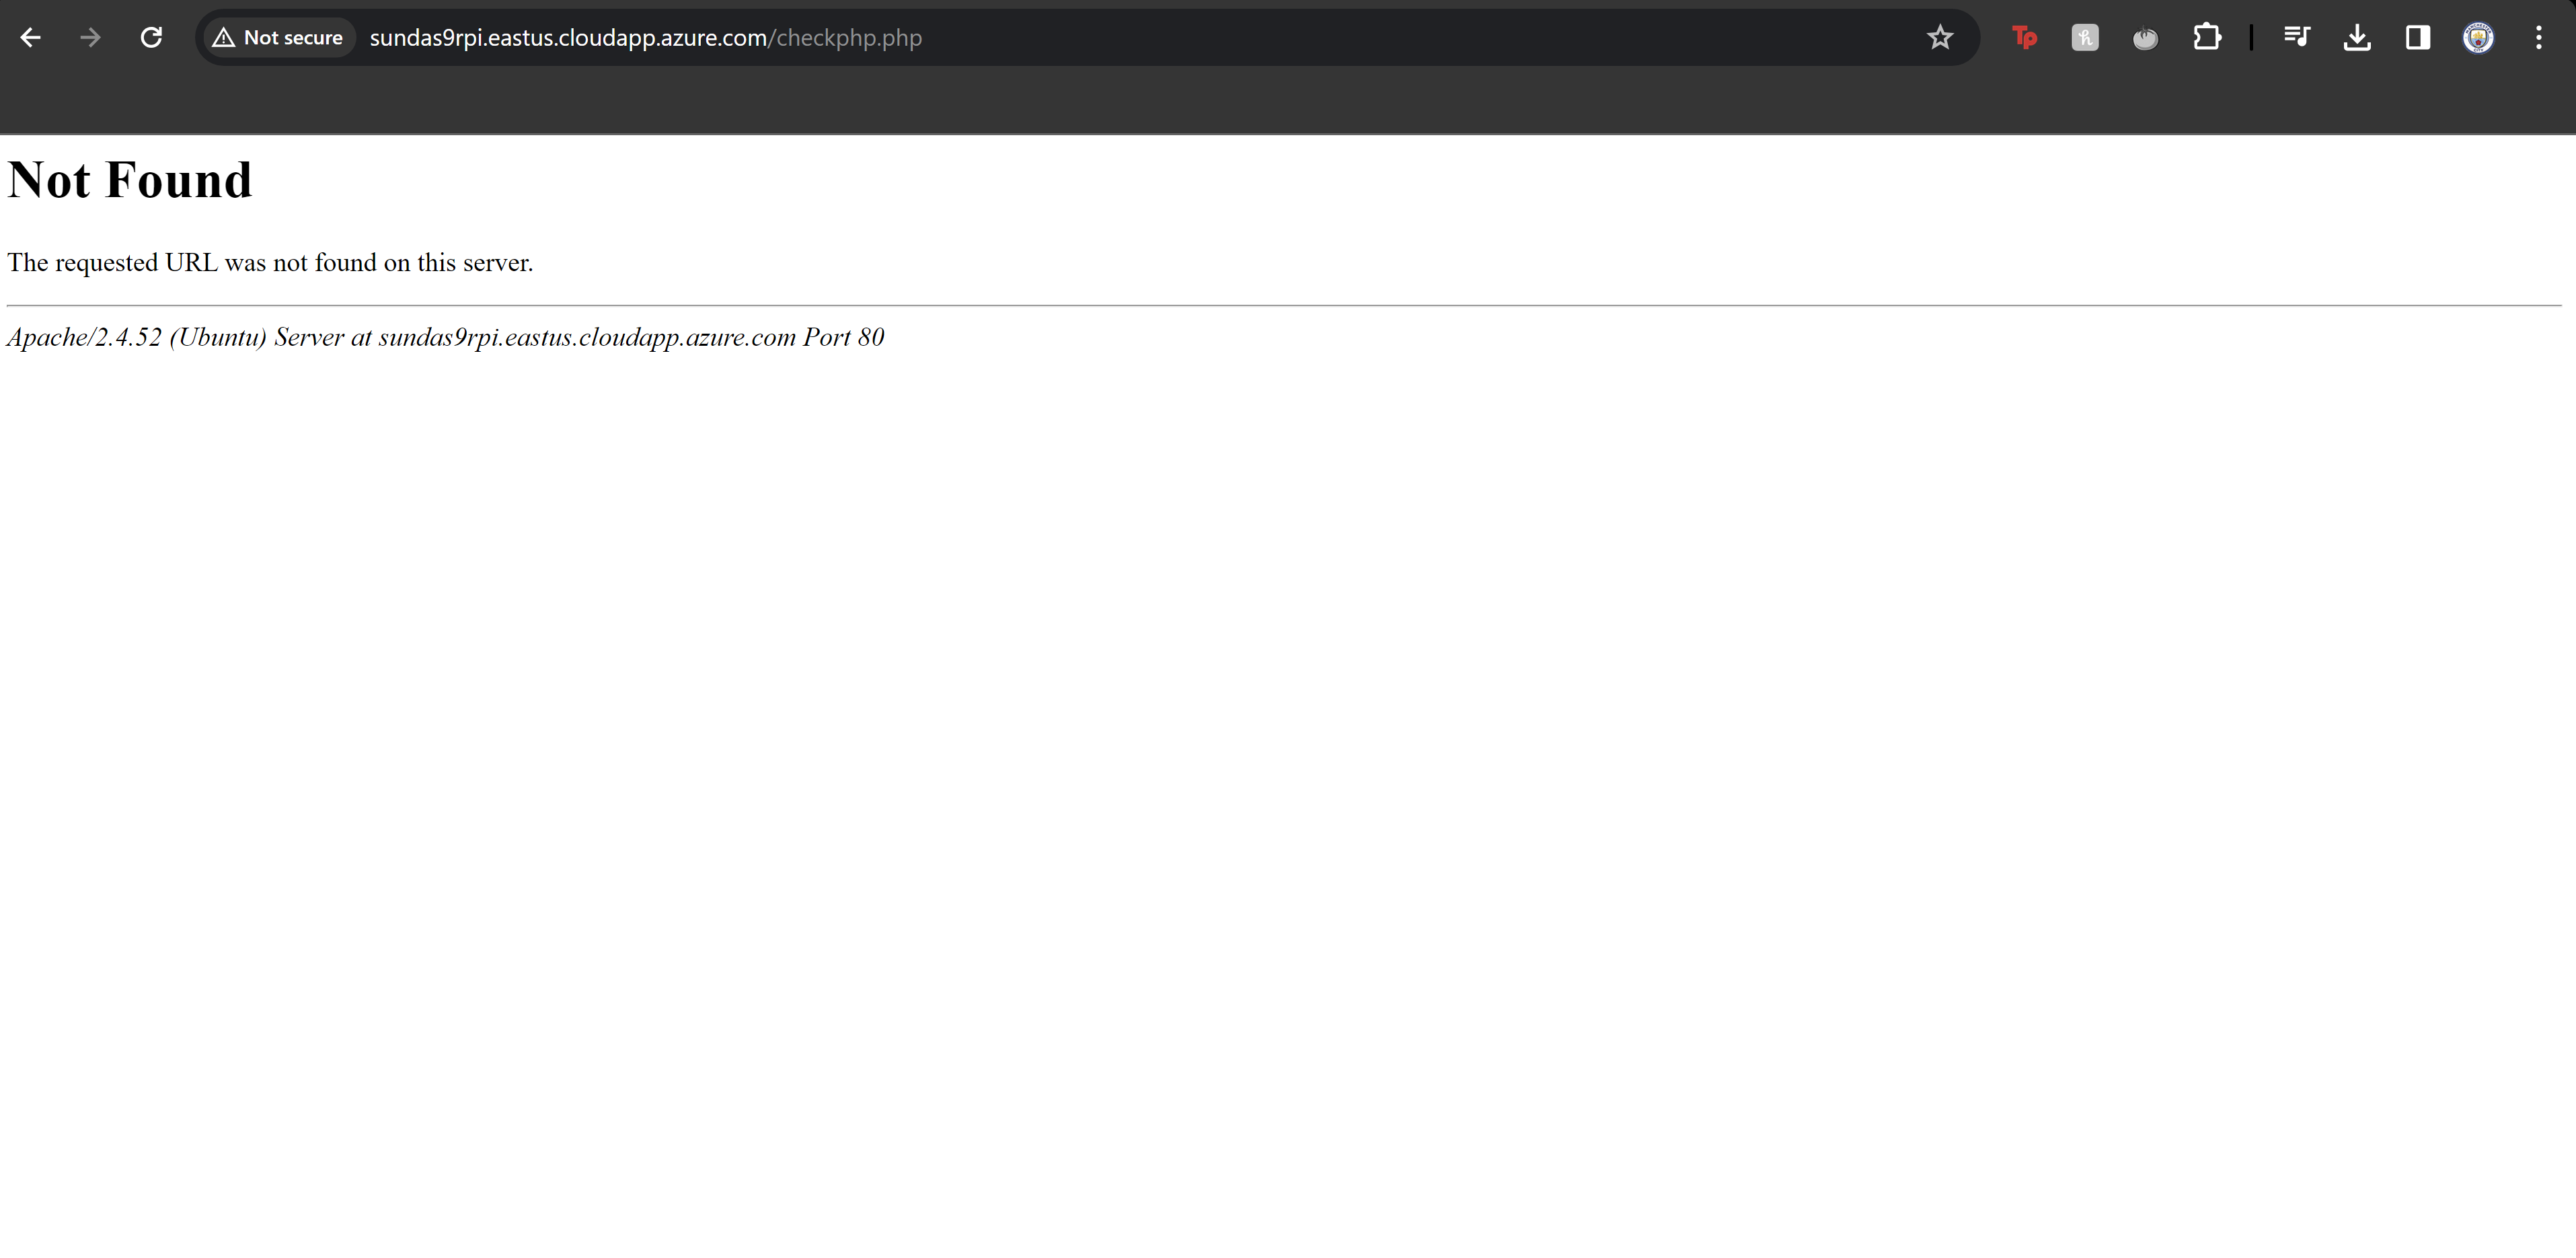 Not secure sundas9rpi.eastus.cloudapp.azure.com/checkphp.php
Not Found
The requested URL was not found on this server.
Apache/2.4.52 (Ubuntu) Server at sundas9rpi.eastus.cloudapp.azure.com Port 80